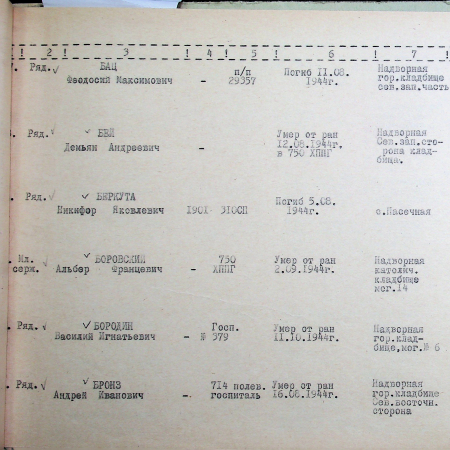 ! 2 ! 3 ! 4 ! 5 ! 6 ! 7 !
Ряд. БАЦ п/п Погиб 11.08. Надворная
Феодосий Максимович - 29357 1944г. гор.кладбище
сев.зап.часть
Ряд. БЕЙ Умер от ран Надворная
Демьян Андреевич - 12.08.1944г. Сев.зап.сто-
в 750 ХППГ рона клад-
бища.
Ряд. БЕРКУТА Погиб 5.08.
Никифор Яковлевич 1901 310СП 1944г. с.Пасечная
Мл. БОРОВСКИЙ 750 Умер от ран Надворная
серж. Альбер Францевич - ХППГ 2.09.1944г. католич.
кладбище
мог.14
Ряд. БОРОДИН Госп. Умер от ран Надворная
Василий Игнатьевич - № 379 11.10.1944г. гор.клад-
бище,мог.№ 6
Ряд. БРОНЗ 714 полев. Умер от ран Надворная
Андрей Иванович - госпиталь 16.08.1944г. гор.кладбище
Сев.восточн.
сторона